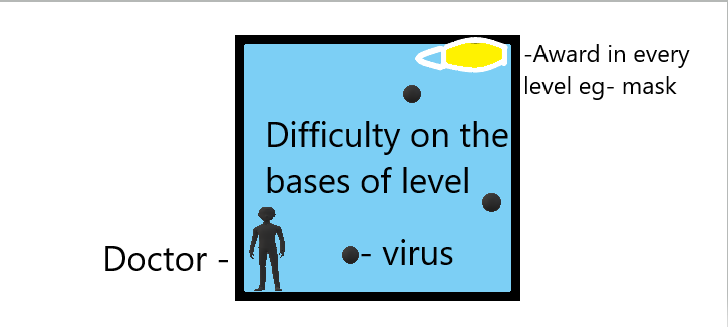 -Award in every
level eg- mask
Difficulty on the
bases of level
- virus
Doctor -